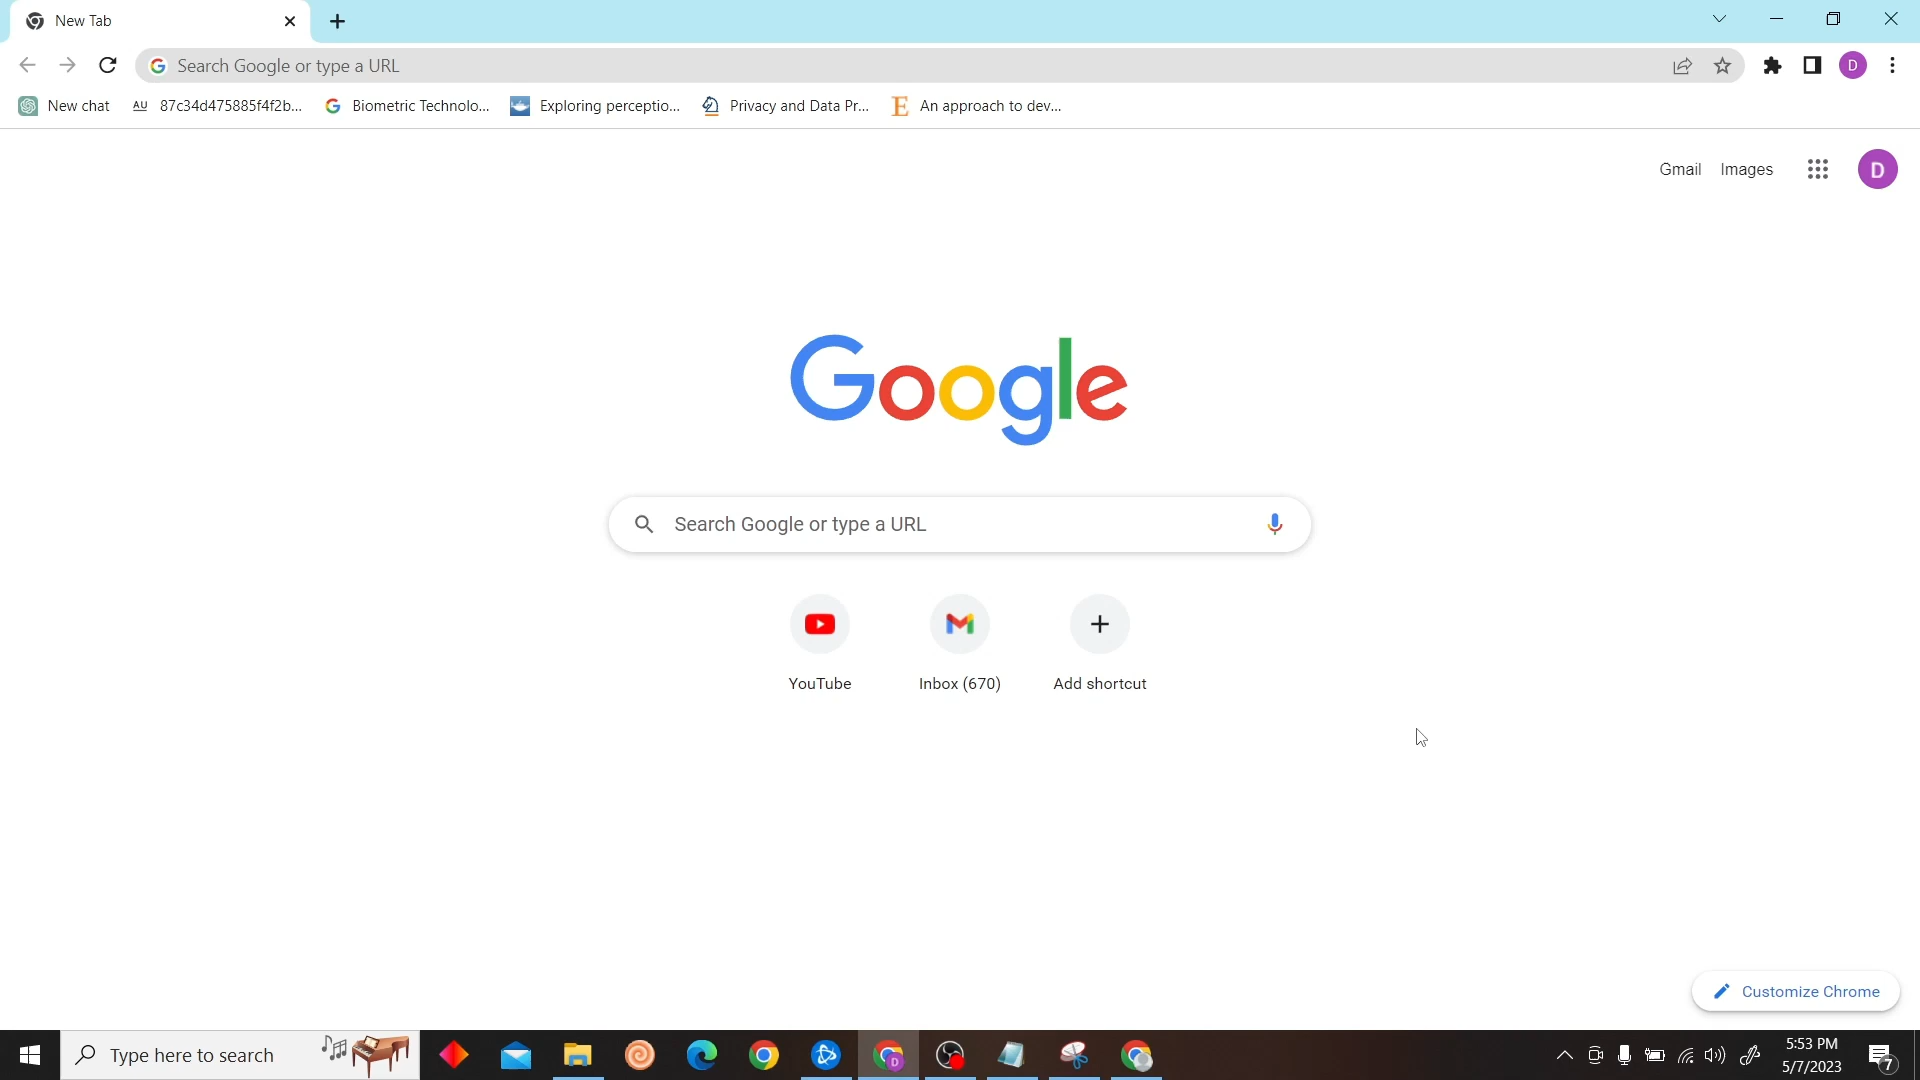 New Tab
Search Google or type a URL
New chat
AU 87c34d475885f4f2b...
Biometric Technolo...
Exploring perceptio...
Privacy and Data Pr...
E An approach to dev...
D
Gmail Images
D
Google
Search Google or type a URL
YouTube
Inbox (670)
Add shortcut
Customize Chrome
Type here to search
5:53 PM
5/7/2023
7